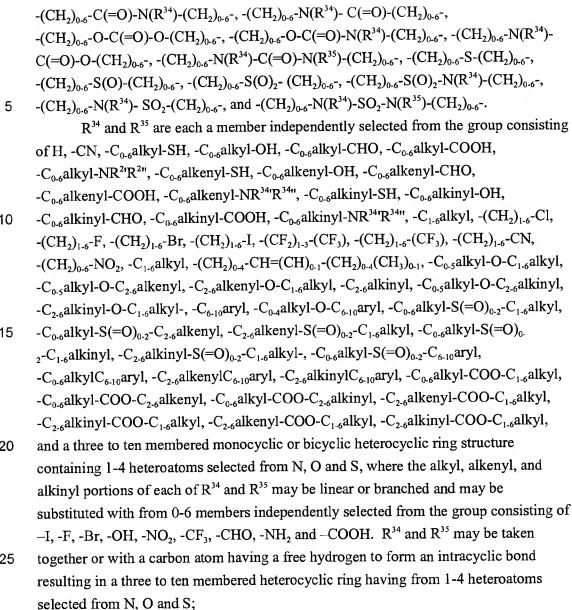 -(CH₂)₀₋₆-C(=O)-N(R³⁴)-(CH₂)₀₋₆-, -(CH₂)₀₋₆-N(R³⁴)- C(=O)-(CH₂)₀₋₆-,
-(CH₂)₀₋₆-O-C(=O)-O-(CH₂)₀₋₆-, -(CH₂)₀₋₆-O-C(=O)-N(R³⁴)-(CH₂)₀₋₆-, -(CH₂)₀₋₆-N(R³⁴)-
C(=O)-O-(CH₂)₀₋₆-, -(CH₂)₀₋₆-N(R³⁴)-C(=O)-N(R³⁵)-(CH₂)₀₋₆-, -(CH₂)₀₋₆-S-(CH₂)₀₋₆-,
-(CH₂)₀₋₆-S(O)-(CH₂)₀₋₆-, -(CH₂)₀₋₆-S(O)₂- (CH₂)₀₋₆-, -(CH₂)₀₋₆-S(O)₂-N(R³⁴)-(CH₂)₀₋₆-,
5 -(CH₂)₀₋₆-N(R³⁴)- SO₂-(CH₂)₀₋₆-, and -(CH₂)₀₋₆-N(R³⁴)-SO₂-N(R³⁵)-(CH₂)₀₋₆-.
R³⁴ and R³⁵ are each a member independently selected from the group consisting
of H, -CN, -C₀₋₆alkyl-SH, -C₀₋₆alkyl-OH, -C₀₋₆alkyl-CHO, -C₀₋₆alkyl-COOH,
-C₀₋₆alkyl-NR²'R²", -C₀₋₆alkenyl-SH, -C₀₋₆alkenyl-OH, -C₀₋₆alkenyl-CHO,
-C₀₋₆alkenyl-COOH, -C₀₋₆alkenyl-NR³⁴'R³⁴", -C₀₋₆alkinyl-SH, -C₀₋₆alkinyl-OH,
10 -C₀₋₆alkinyl-CHO, -C₀₋₆alkinyl-COOH, -C₀₋₆alkinyl-NR³⁴'R³⁴", -C₁₋₆alkyl, -(CH₂)₁₋₆-Cl,
-(CH₂)₁₋₆-F, -(CH₂)₁₋₆-Br, -(CH₂)₁₋₆-I, -(CF₂)₁₋₃-(CF₃), -(CH₂)₁₋₆-(CF₃), -(CH₂)₁₋₆-CN,
-(CH₂)₀₋₆-NO₂, -C₁₋₆alkyl, -(CH₂)₀₋₄-CH=(CH)₀₋₁-(CH₂)₀₋₄(CH₃)₀₋₁, -C₀₋₅alkyl-O-C₁₋₆alkyl,
-C₀₋₅alkyl-O-C₂₋₆alkenyl, -C₂₋₆alkenyl-O-C₁₋₆alkyl, -C₂₋₆alkinyl, -C₀₋₅alkyl-O-C₂₋₆alkinyl,
-C₂₋₆alkinyl-O-C₁₋₆alkyl-, -C₆₋₁₀aryl, -C₀₋₄alkyl-O-C₆₋₁₀aryl, -C₀₋₆alkyl-S(=O)₀₋₂-C₁₋₆alkyl,
15 -C₀₋₆alkyl-S(=O)₀₋₂-C₂₋₆alkenyl, -C₂₋₆alkenyl-S(=O)₀₋₂-C₁₋₆alkyl, -C₀₋₆alkyl-S(=O)₀₋
₂-C₁₋₆alkinyl, -C₂₋₆alkinyl-S(=O)₀₋₂-C₁₋₆alkyl-, -C₀₋₆alkyl-S(=O)₀₋₂-C₆₋₁₀aryl,
-C₀₋₆alkylC₆₋₁₀aryl, -C₂₋₆alkenylC₆₋₁₀aryl, -C₂₋₆alkinylC₆₋₁₀aryl, -C₀₋₆alkyl-COO-C₁₋₆alkyl,
-C₀₋₆alkyl-COO-C₂₋₆alkenyl, -C₀₋₆alkyl-COO-C₂₋₆alkinyl, -C₂₋₆alkenyl-COO-C₁₋₆alkyl,
-C₂₋₆alkinyl-COO-C₁₋₆alkyl, -C₂₋₆alkenyl-COO-C₁₋₆alkyl, -C₂₋₆alkinyl-COO-C₁₋₆alkyl,
20 and a three to ten membered monocyclic or bicyclic heterocyclic ring structure
containing 1-4 heteroatoms selected from N, O and S, where the alkyl, alkenyl, and
alkinyl portions of each of R³⁴ and R³⁵ may be linear or branched and may be
substituted with from 0-6 members independently selected from the group consisting of
–I, -F, -Br, -OH, -NO₂, -CF₃, -CHO, -NH₂ and –COOH. R³⁴ and R³⁵ may be taken
25 together or with a carbon atom having a free hydrogen to form an intracyclic bond
resulting in a three to ten membered heterocyclic ring having from 1-4 heteroatoms
selected from N, O and S;